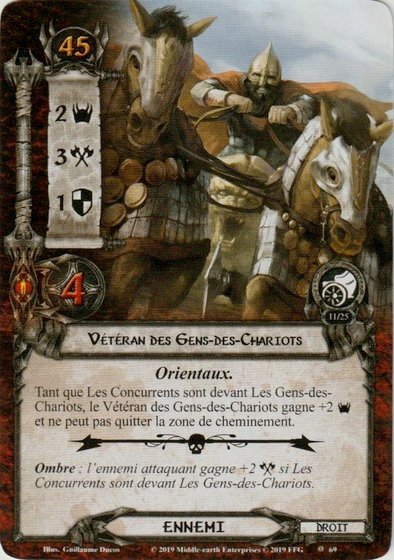 45
2
3
1
4
11/25
Vétéran des Gens-des-Chariots
Orientaux.
Tant que Les Concurrents sont devant Les Gens-des-
Chariots, le Vétéran des Gens-des-Chariots gagne +2
et ne peut pas quitter la zone de cheminement.
Ombre : l'ennemi attaquant gagne +2 si Les
Concurrents sont devant Les Gens-des-Chariots.
ENNEMI
DROIT
Illus. Guillaume Ducos © 2019 Middle-earth Enterprises © 2019 FFG 69